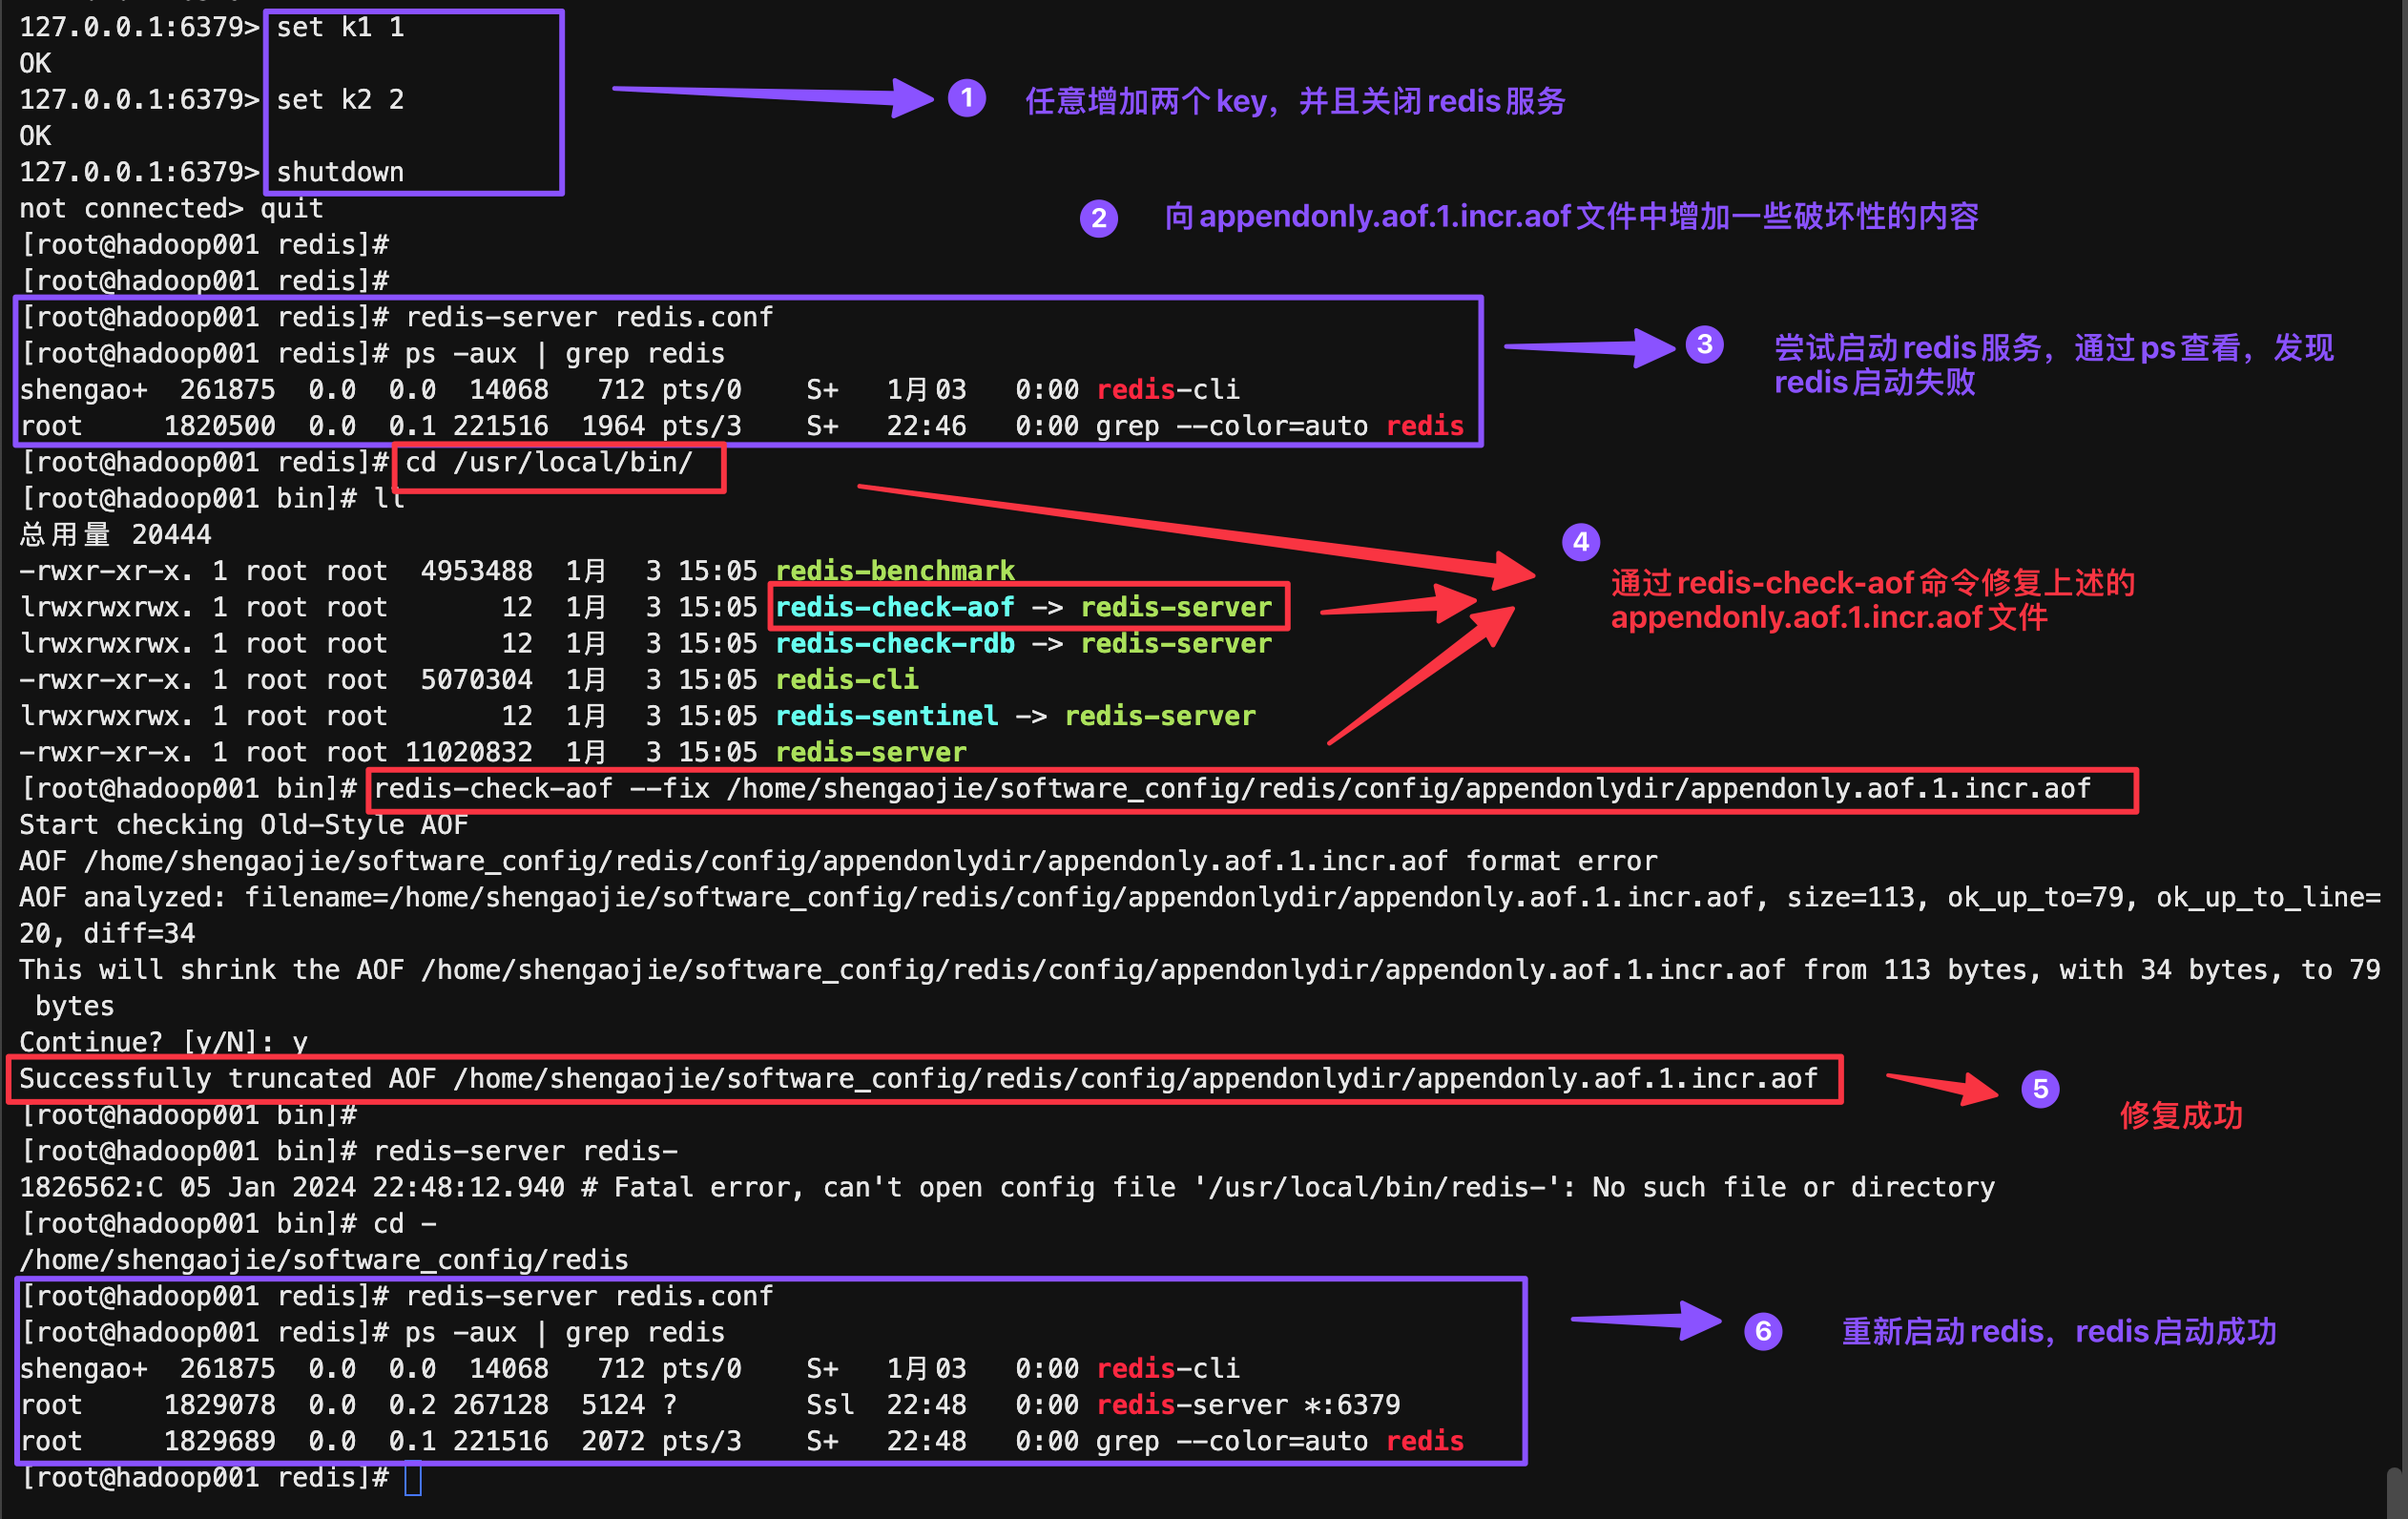 127.0.0.1:6379> set k1 1
OK
127.0.0.1:6379> set k2 2
① 任意增加两个key，并且关闭redis服务
OK
127.0.0.1:6379> shutdown
not connected> quit
② 向appendonly.aof.1.incr.aof文件中增加一些破坏性的内容
[root@hadoop001 redis]#
[root@hadoop001 redis]#
[root@hadoop001 redis]# redis-server redis.conf
[root@hadoop001 redis]# ps -aux | grep redis
③ 尝试启动redis服务，通过ps查看，发现
redis启动失败
shengao+  261875  0.0  0.0  14068   712 pts/0    S+   1月03   0:00 redis-cli
root     1820500  0.0  0.1 221516  1964 pts/3    S+   22:46   0:00 grep --color=auto redis
[root@hadoop001 redis]# cd /usr/local/bin/
[root@hadoop001 bin]# ll
总用量 20444
-rwxr-xr-x. 1 root root  4953488  1月   3 15:05 redis-benchmark
lrwxrwxrwx. 1 root root       12  1月   3 15:05 redis-check-aof -> redis-server
④ 通过redis-check-aof命令修复上述的
appendonly.aof.1.incr.aof文件
lrwxrwxrwx. 1 root root       12  1月   3 15:05 redis-check-rdb -> redis-server
-rwxr-xr-x. 1 root root  5070304  1月   3 15:05 redis-cli
lrwxrwxrwx. 1 root root       12  1月   3 15:05 redis-sentinel -> redis-server
-rwxr-xr-x. 1 root root 11020832  1月   3 15:05 redis-server
[root@hadoop001 bin]# redis-check-aof --fix /home/shengaojie/software_config/redis/config/appendonlydir/appendonly.aof.1.incr.aof
Start checking Old-Style AOF
AOF /home/shengaojie/software_config/redis/config/appendonlydir/appendonly.aof.1.incr.aof format error
AOF analyzed: filename=/home/shengaojie/software_config/redis/config/appendonlydir/appendonly.aof.1.incr.aof, size=113, ok_up_to=79, ok_up_to_line=
20, diff=34
This will shrink the AOF /home/shengaojie/software_config/redis/config/appendonlydir/appendonly.aof.1.incr.aof from 113 bytes, with 34 bytes, to 79
 bytes
Continue? [y/N]: y
Successfully truncated AOF /home/shengaojie/software_config/redis/config/appendonlydir/appendonly.aof.1.incr.aof
⑤ 修复成功
[root@hadoop001 bin]#
[root@hadoop001 bin]# redis-server redis-
1826562:C 05 Jan 2024 22:48:12.940 # Fatal error, can't open config file '/usr/local/bin/redis-': No such file or directory
[root@hadoop001 bin]# cd -
/home/shengaojie/software_config/redis
[root@hadoop001 redis]# redis-server redis.conf
[root@hadoop001 redis]# ps -aux | grep redis
⑥ 重新启动redis，redis启动成功
shengao+  261875  0.0  0.0  14068   712 pts/0    S+   1月03   0:00 redis-cli
root     1829078  0.0  0.2 267128  5124 ?        Ssl  22:48   0:00 redis-server *:6379
root     1829689  0.0  0.1 221516  2072 pts/3    S+   22:48   0:00 grep --color=auto redis
[root@hadoop001 redis]#